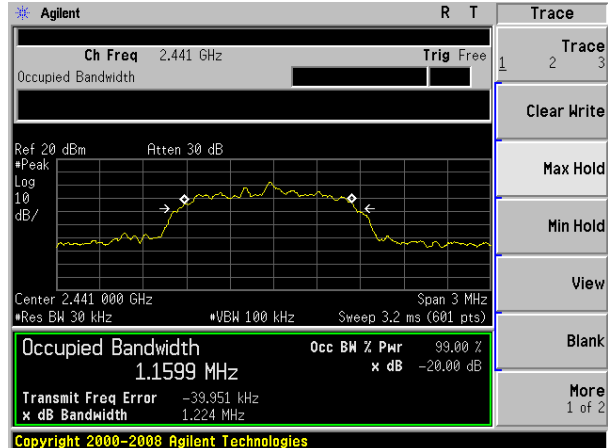 Agilent R T Trace
Ch Freq 2.441 GHz Trig Free
Occupied Bandwidth
Trace
1 2 3
Clear Write
Max Hold
Min Hold
View
Blank
More
1 of 2
Ref 20 dBm Atten 30 dB
#Peak
Log
10
dB/
Center 2.441 000 GHz Span 3 MHz
#Res BW 30 kHz #VBW 100 kHz Sweep 3.2 ms (601 pts)
Occupied Bandwidth Occ BW % Pwr 99.00 %
1.1599 MHz x dB -20.00 dB
Transmit Freq Error -39.951 kHz
x dB Bandwidth 1.224 MHz
Copyright 2000-2008 Agilent Technologies